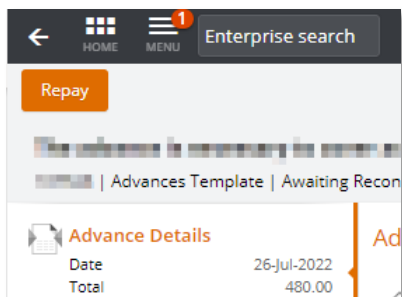 1
HOME MENU Enterprise search
Repay
| Advances Template | Awaiting Recon
Advance Details Ad
Date 26-Jul-2022
Total 480.00